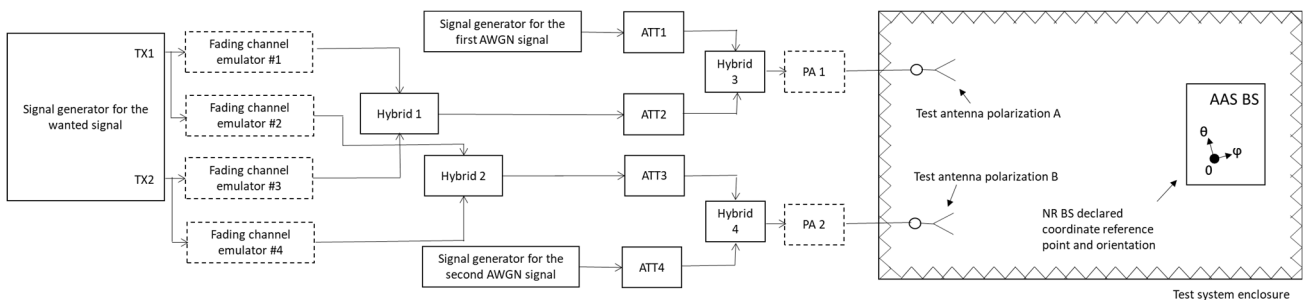 Signal generator for the
wanted signal
TX1
TX2
Fading channel
emulator #1
Fading channel
emulator #2
Fading channel
emulator #3
Fading channel
emulator #4
Hybrid 1
Hybrid 2
Signal generator for the
first AWGN signal
Signal generator for the
second AWGN signal
ATT1
ATT2
ATT3
ATT4
Hybrid
3
Hybrid
4
PA 1
PA 2
Test antenna polarization A
Test antenna polarization B
AAS BS
θ
φ
0
NR BS declared
coordinate reference
point and orientation
Test system enclosure